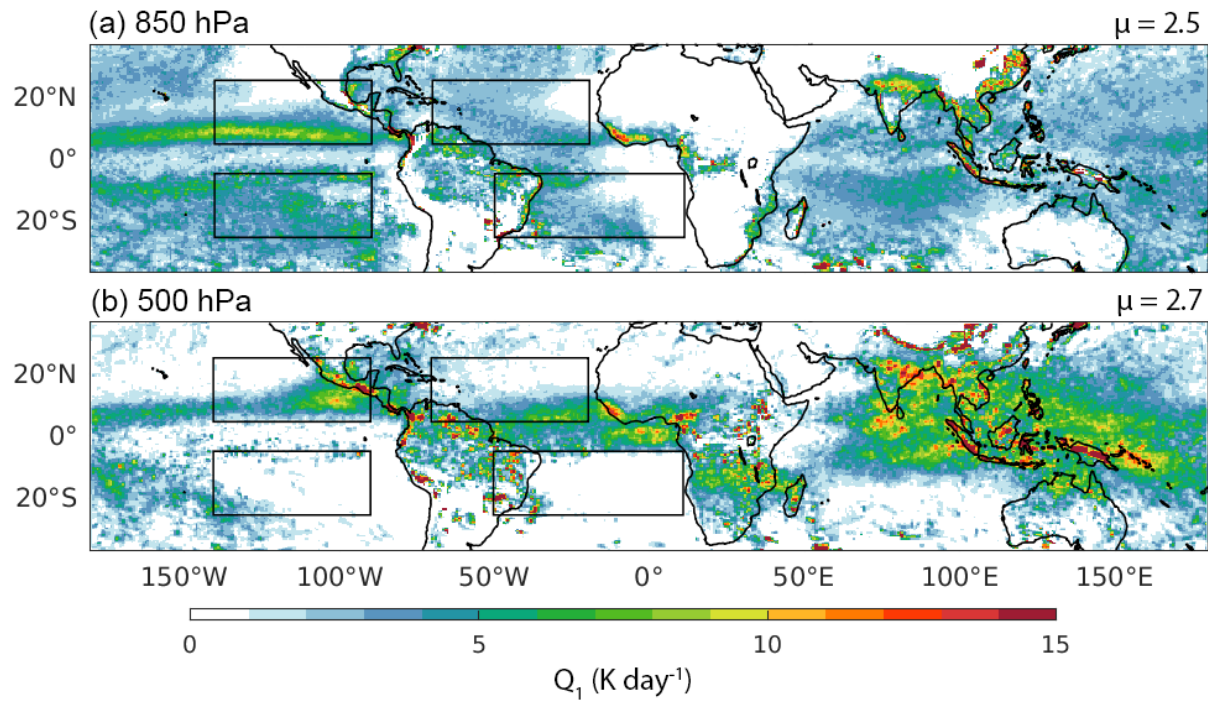 (a) 850 hPa μ = 2.5
20°N
0°
20°S
(b) 500 hPa μ = 2.7
20°N
0°
20°S
150°W 100°W 50°W 0° 50°E 100°E 150°E
0 5 10 15
Q₁ (K day⁻¹)